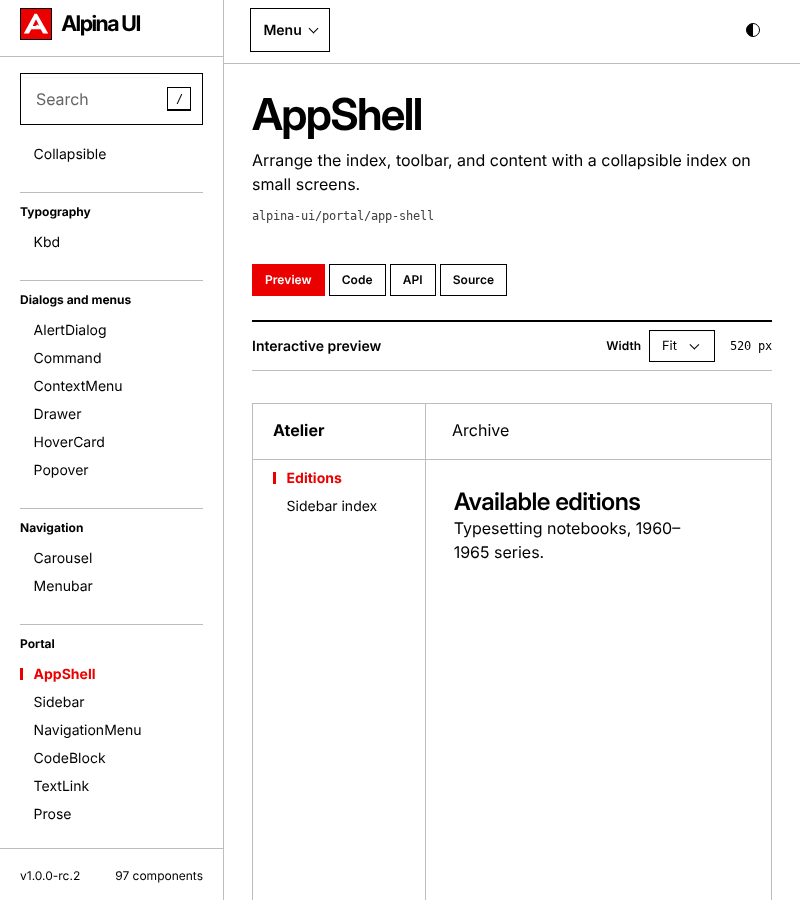 Alpina UI
Search
/
Collapsible
Typography
Kbd
Dialogs and menus
AlertDialog
Command
ContextMenu
Drawer
HoverCard
Popover
Navigation
Carousel
Menubar
Portal
AppShell
Sidebar
NavigationMenu
CodeBlock
TextLink
Prose
v1.0.0-rc.2 97 components
Menu
AppShell
Arrange the index, toolbar, and content with a collapsible index on
small screens.
alpina-ui/portal/app-shell
Preview Code API Source
Interactive preview Width Fit 520 px
Atelier
Editions
Sidebar index
Archive
Available editions
Typesetting notebooks, 1960–
1965 series.